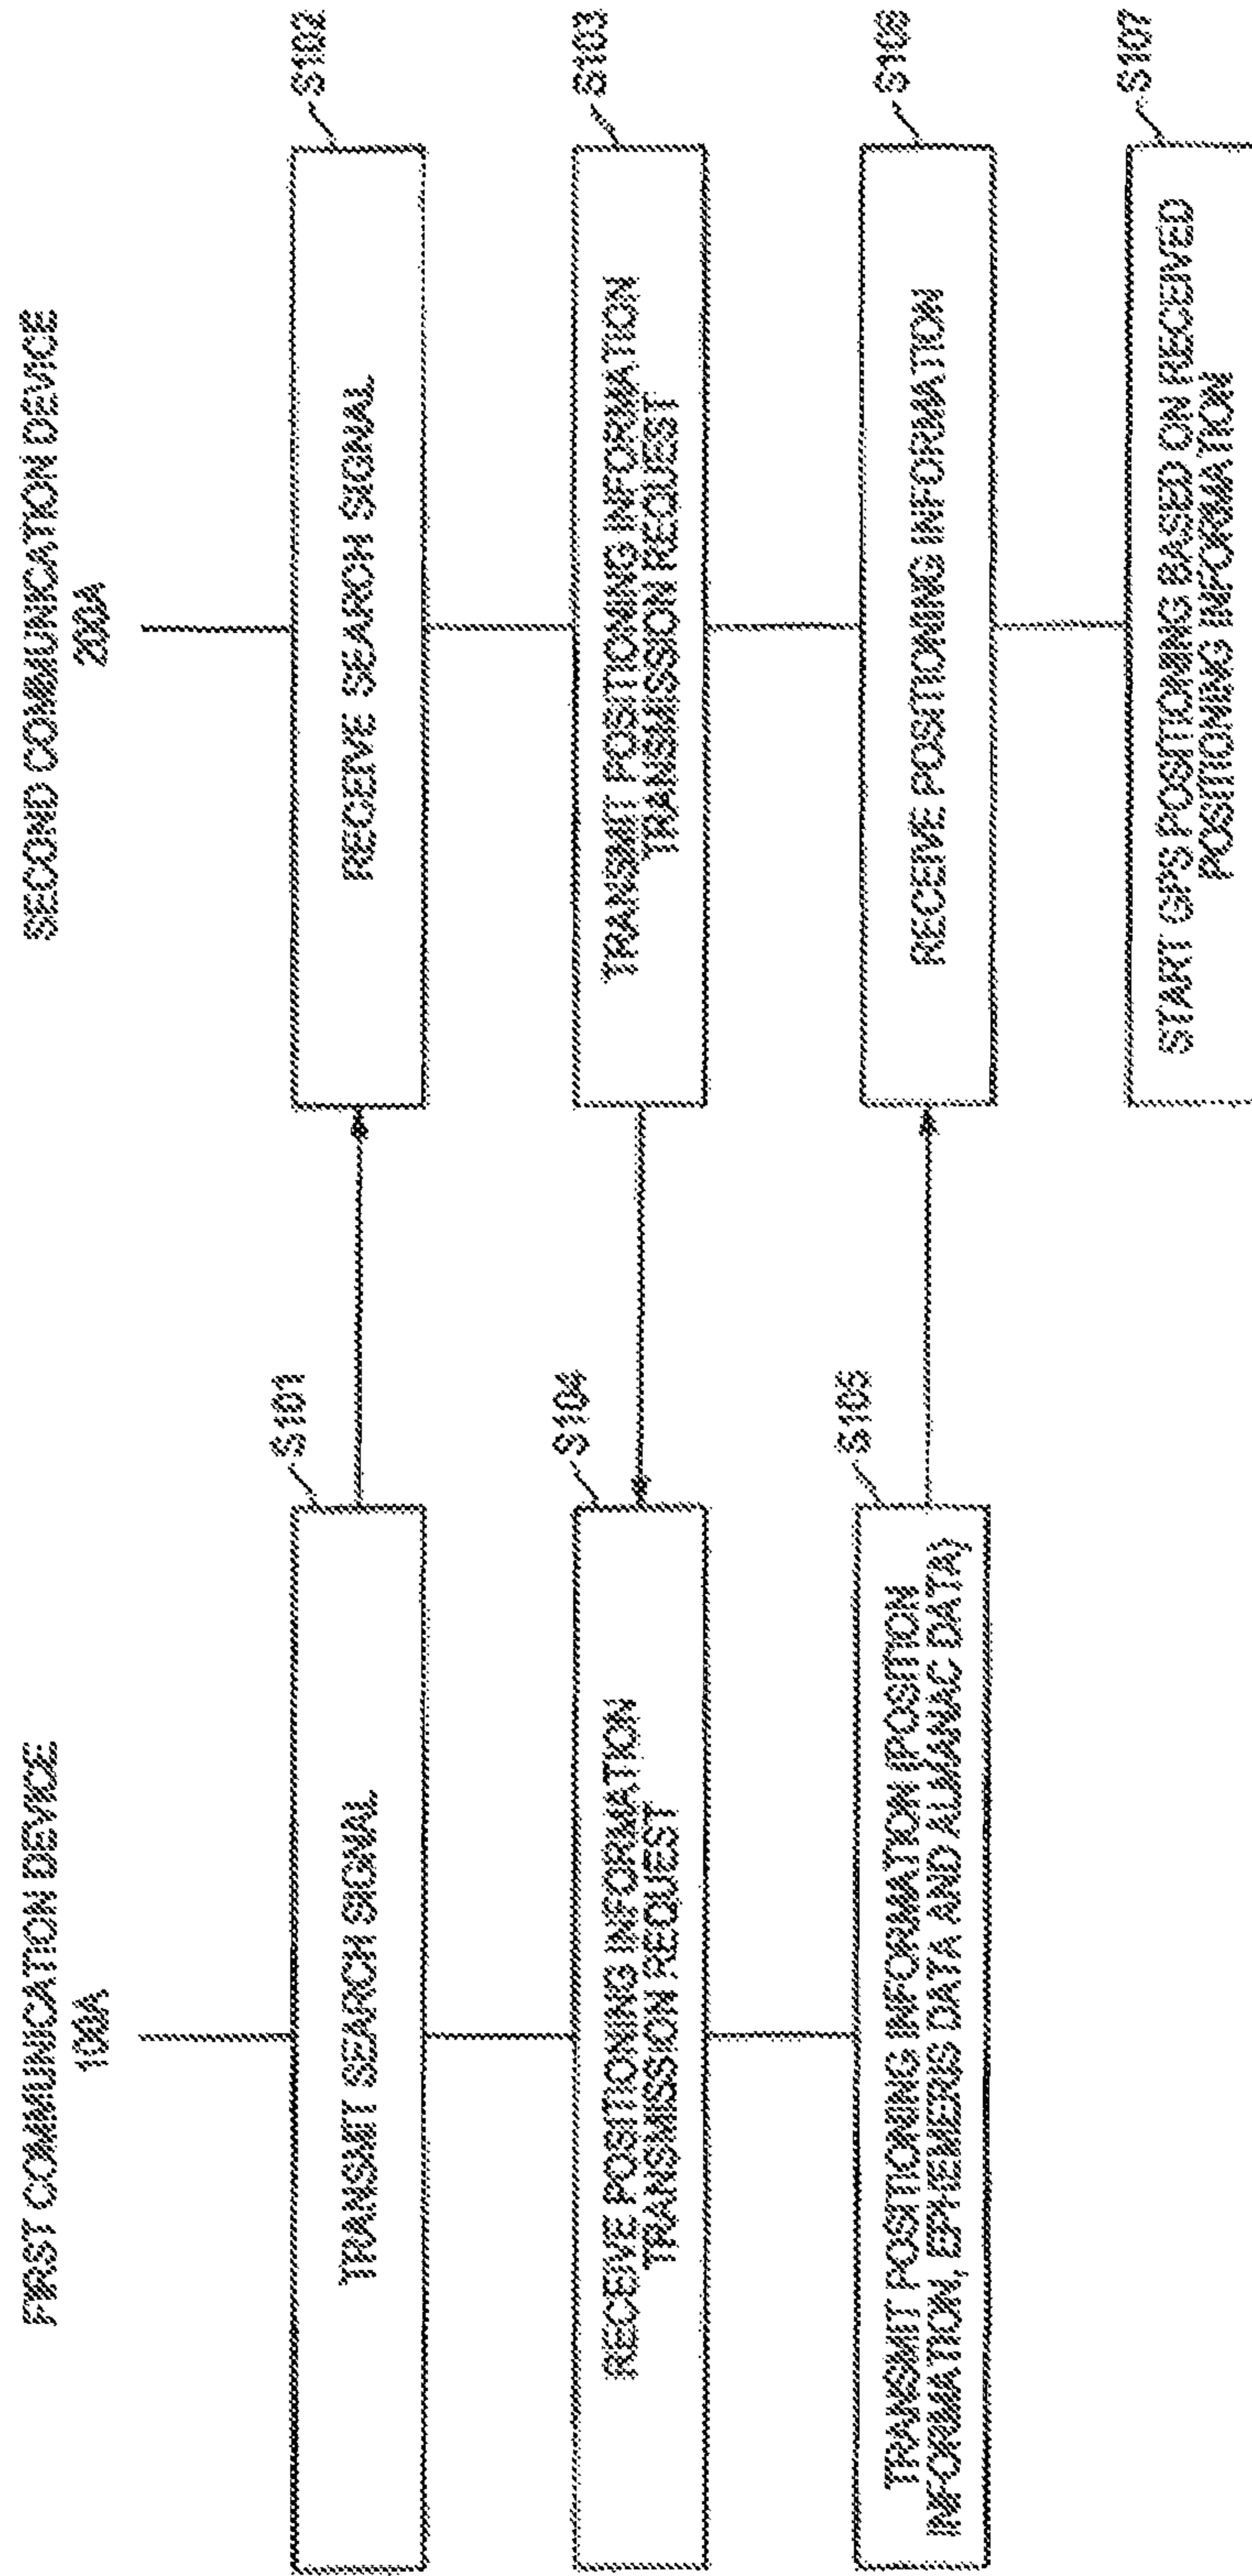 FIRST COMMUNICATION DEVICE
100A
SECOND COMMUNICATION DEVICE
200A
S101
TRANSMIT SEARCH SIGNAL
S102
RECEIVE SEARCH SIGNAL
S104
RECEIVE POSITIONING INFORMATION
TRANSMISSION REQUEST
S103
TRANSMIT POSITIONING INFORMATION
TRANSMISSION REQUEST
S105
TRANSMIT POSITIONING INFORMATION (POSITION
INFORMATION, EPHEMERIS DATA AND ALMANAC DATA)
S106
RECEIVE POSITIONING INFORMATION
S107
START GPS POSITIONING BASED ON RECEIVED
POSITIONING INFORMATION